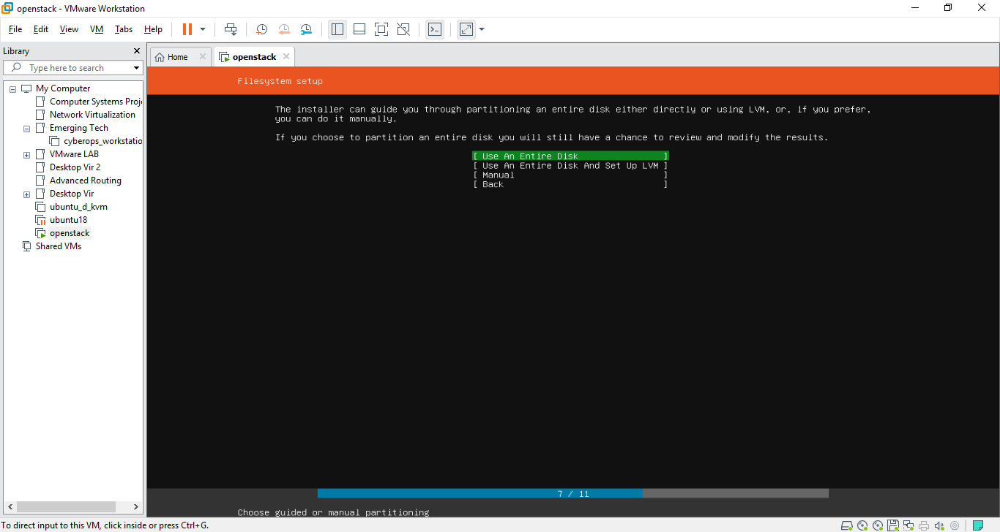 openstack - VMware Workstation
File Edit View VM Tabs Help
Library
Type here to search
My Computer
Computer Systems Proj
Network Virtualization
Emerging Tech
cyberops_workstatio
VMware LAB
Desktop Vir 2
Advanced Routing
Desktop Vir
ubuntu_d_kvm
ubuntu18
openstack
Shared VMs
Home
openstack
Filesystem setup
The installer can guide you through partitioning an entire disk either directly or using LVM, or, if you prefer,
you can do it manually.
If you choose to partition an entire disk you will still have a chance to review and modify the results.
[ Use An Entire Disk ]
[ Use An Entire Disk And Set Up LVM ]
[ Manual ]
[ Back ]
7 / 11
Choose guided or manual partitioning
To direct input to this VM, click inside or press Ctrl+G.